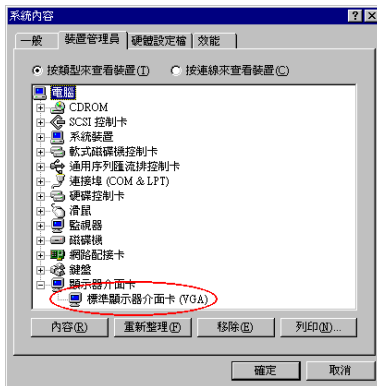 系統內容
一般 裝置管理員 硬體設定檔 效能
按類型來查看裝置(T) 按連線來查看裝置(C)
電腦
CDROM
SCSI 控制卡
系統裝置
軟式磁碟機控制卡
通用序列匯流排控制卡
連接埠 (COM & LPT)
硬碟控制卡
滑鼠
監視器
磁碟機
網路配接卡
鍵盤
顯示器介面卡
標準顯示器介面卡 (VGA)
內容(R) 重新整理(F) 移除(E) 列印(N)...
確定 取消